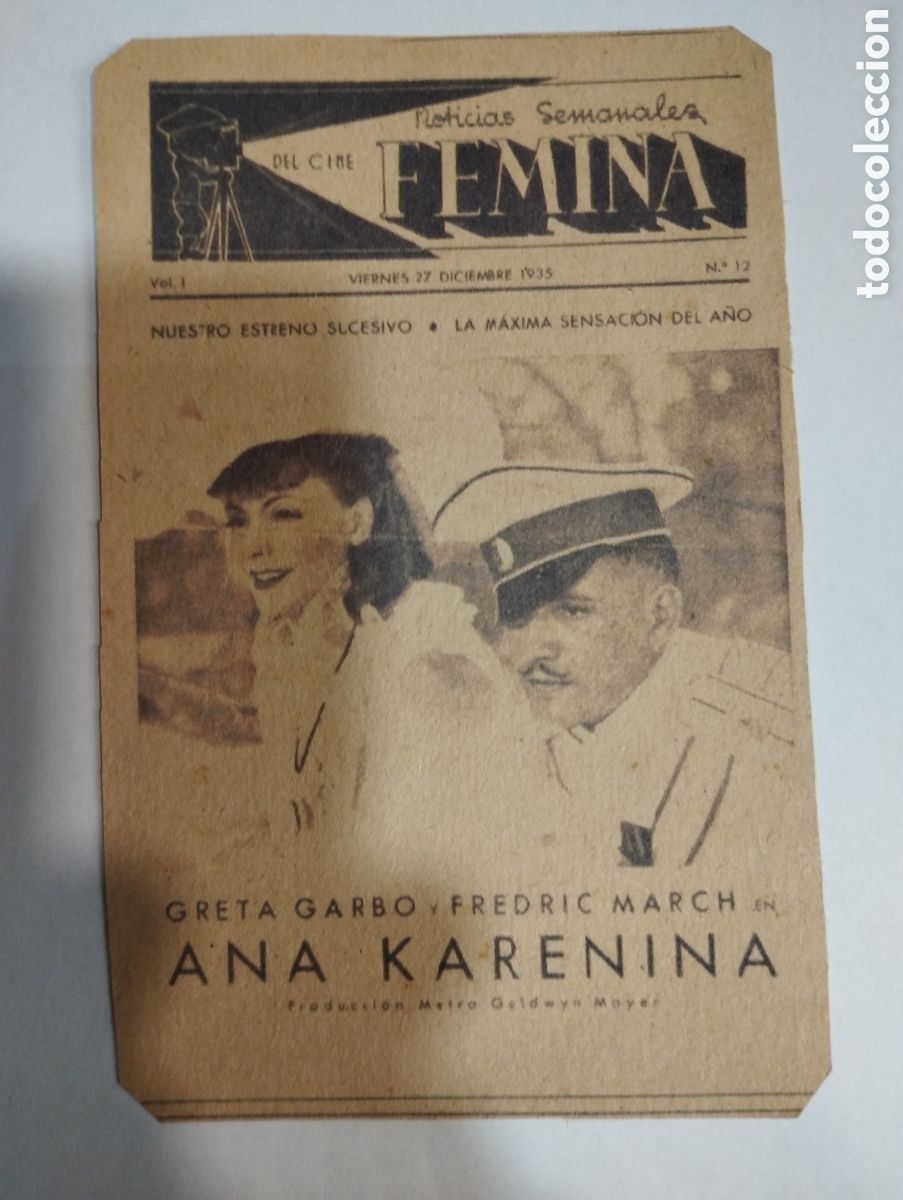 Noticias Semanales
DEL CINE FEMINA
Vol. I VIERNES 27 DICIEMBRE 1935 N.º 12
NUESTRO ESTRENO SUCESIVO • LA MÁXIMA SENSACIÓN DEL AÑO
GRETA GARBO Y FREDRIC MARCH EN
ANA KARENINA
Producción Metro Goldwyn Mayer
todocoleccion